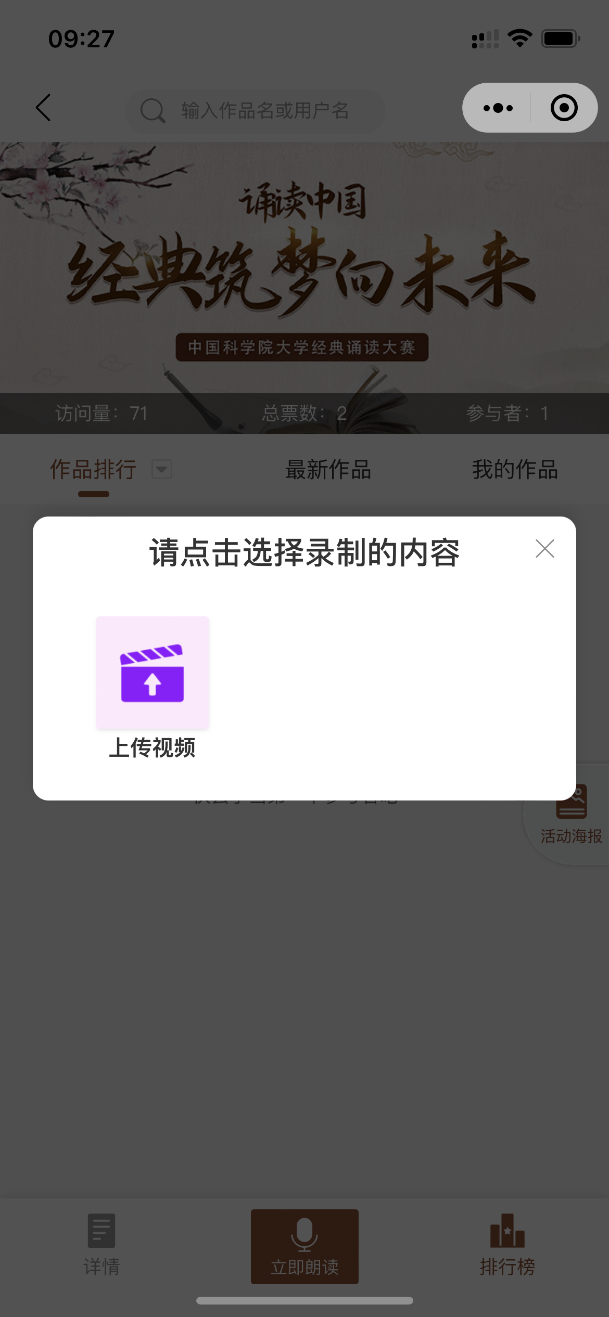 09:27
输入作品名或用户名
诵读中国
经典筑梦向未来
中国科学院大学经典诵读大赛
访问量：71 总票数：2 参与者：1
作品排行 最新作品 我的作品
请点击选择录制的内容
上传视频
活动海报
详情 立即朗读 排行榜